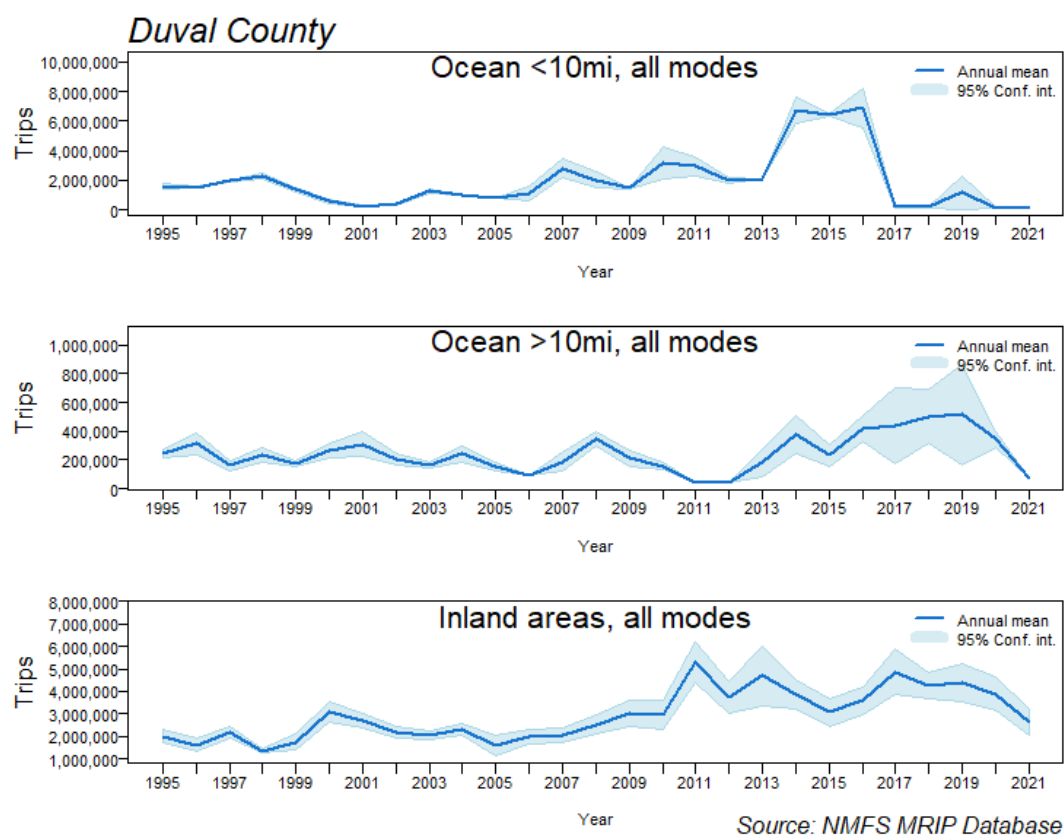 Duval County
Ocean <10mi, all modes
Annual mean
95% Conf. int.
Trips
10,000,000
8,000,000
6,000,000
4,000,000
2,000,000
0
1995 1997 1999 2001 2003 2005 2007 2009 2011 2013 2015 2017 2019 2021
Year
Ocean >10mi, all modes
Annual mean
95% Conf. int.
Trips
1,000,000
800,000
600,000
400,000
200,000
0
1995 1997 1999 2001 2003 2005 2007 2009 2011 2013 2015 2017 2019 2021
Year
Inland areas, all modes
Annual mean
95% Conf. int.
Trips
8,000,000
7,000,000
6,000,000
5,000,000
4,000,000
3,000,000
2,000,000
1,000,000
1995 1997 1999 2001 2003 2005 2007 2009 2011 2013 2015 2017 2019 2021
Year
Source: NMFS MRIP Database